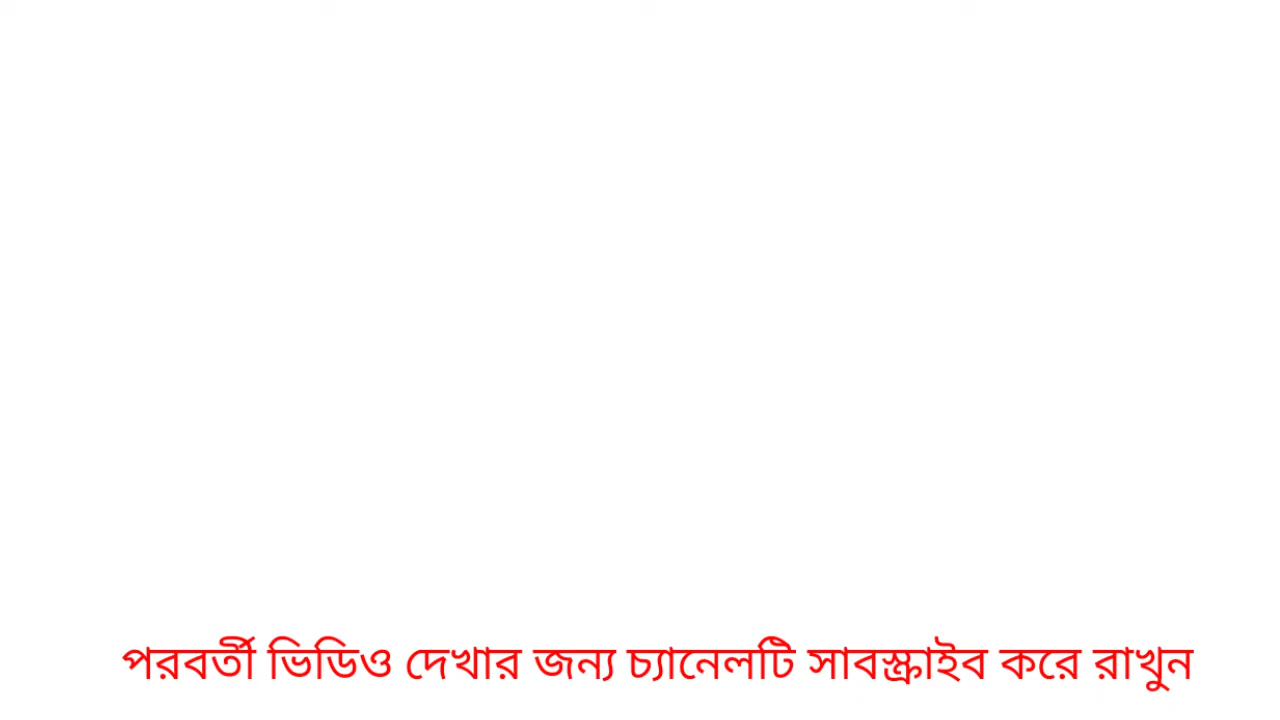 পরবর্তী ভিডিও দেখার জন্য চ্যানেলটি সাবস্ক্রাইব করে রাখুন